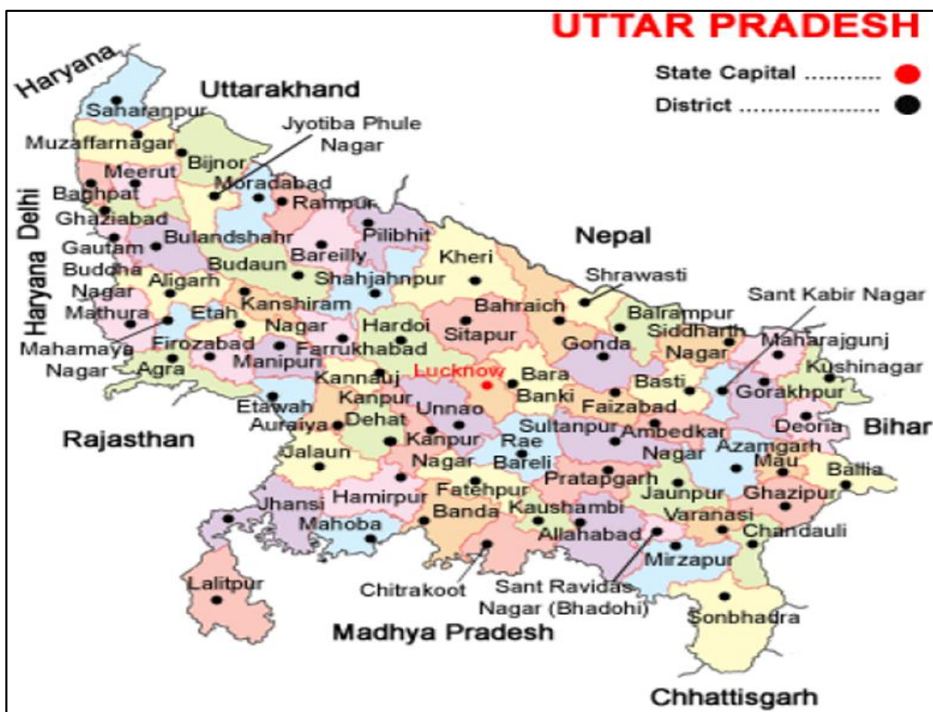 UTTAR PRADESH
State Capital ............
District .....................
Haryana
Uttarakhand
Saharanpur
Jyotiba Phule
Nagar
Muzaffarnagar
Bijnor
Meerut
Moradabad
Baghpat
Rampur
Haryana Delhi
Ghaziabad
Bulandshahr
Pilibhit
Gautam
Buddha
Nagar
Bareilly
Nepal
Kheri
Budaun
Shahjahnpur
Shrawasti
Aligarh
Kanshiram
Nagar
Bahraich
Balrampur
Sant Kabir Nagar
Mathura
Etah
Hardoi
Sitapur
Siddharth
Nagar
Mahamaya
Nagar
Firozabad
Farrukhabad
Gonda
Maharajgunj
Agra
Manipuri
Kannauj
Lucknow
Bara
Banki
Basti
Kushinagar
Gorakhpur
Etawah
Kanpur
Dehat
Unnao
Faizabad
Deoria
Bihar
Rajasthan
Auraiya
Sultanpur
Ambedkar
Nagar
Jalaun
Kanpur
Nagar
Rae
Bareli
Azamgarh
Mau
Ballia
Pratapgarh
Jaunpur
Ghazipur
Jhansi
Hamirpur
Fatehpur
Banda
Kaushambi
Varanasi
Mahoba
Allahabad
Chandauli
Mirzapur
Lalitpur
Chitrakoot
Sant Ravidas
Nagar (Bhadohi)
Sonbhadra
Madhya Pradesh
Chhattisgarh